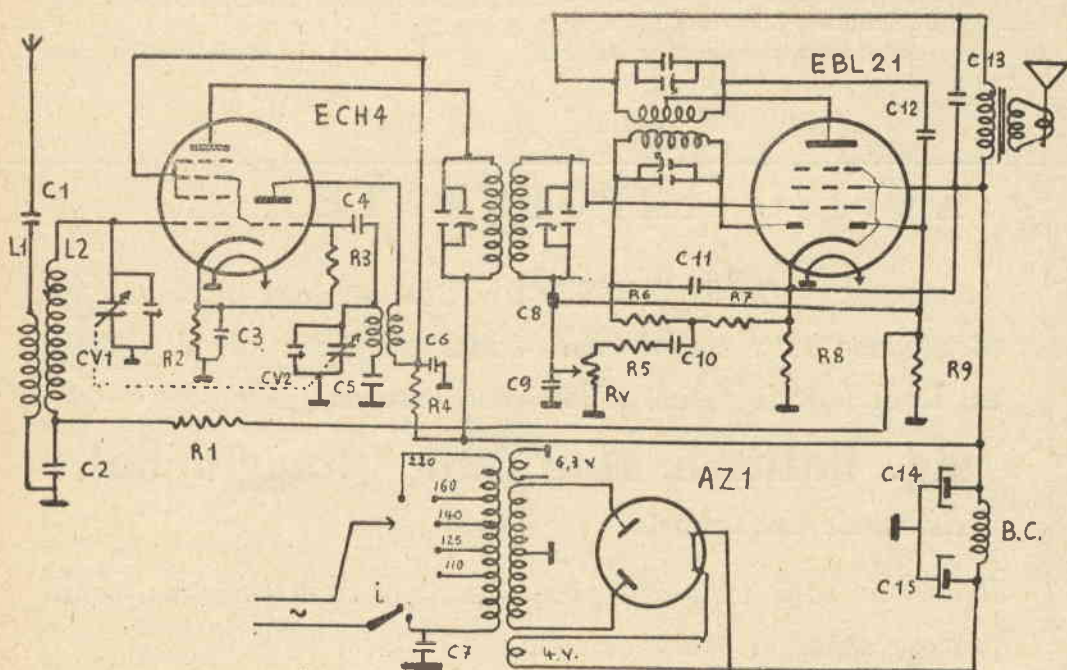 ECH4
EBL 21
C13
C12
C1
L1
L2
C4
R3
C11
C3
R2
CV1
CV2
C5
C6
R4
C8
R6
R7
C9
R5
C10
RV
R8
R9
R1
C2
220
160
140
125
110
6,3 V
AZ1
C14
B.C.
C15
i
~
C7
4.V.